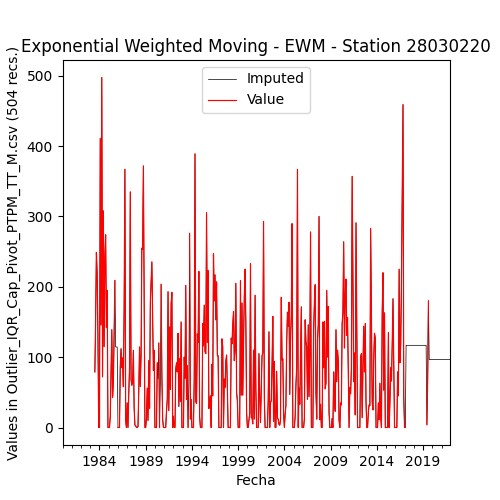 Exponential Weighted Moving - EWM - Station 28030220
Imputed
Value
Values in Outlier_IQR_Cap_Pivot_PTPM_TT_M.csv (504 recs.)
500
400
300
200
100
0
1984 1989 1994 1999 2004 2009 2014 2019
Fecha